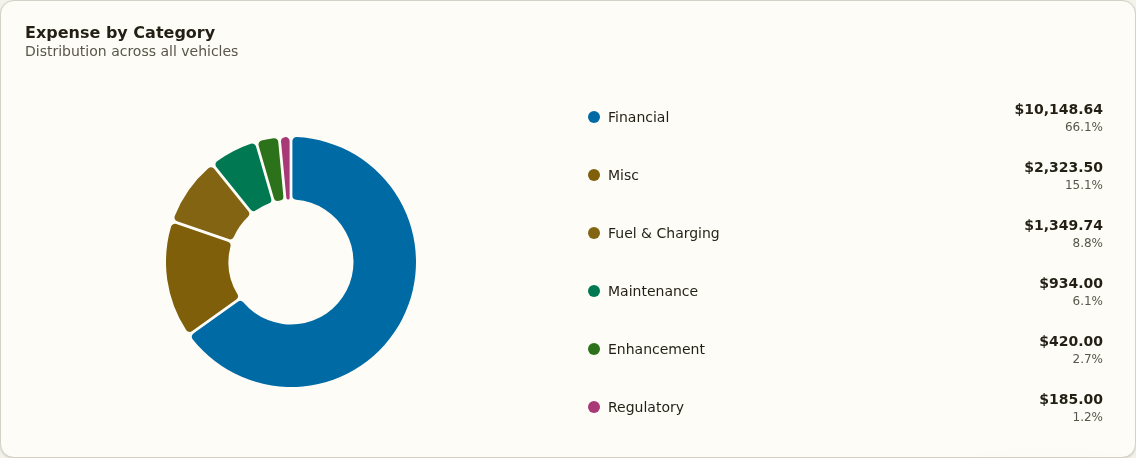 Expense by Category
Distribution across all vehicles
Financial
$10,148.64
66.1%
Misc
$2,323.50
15.1%
Fuel & Charging
$1,349.74
8.8%
Maintenance
$934.00
6.1%
Enhancement
$420.00
2.7%
Regulatory
$185.00
1.2%